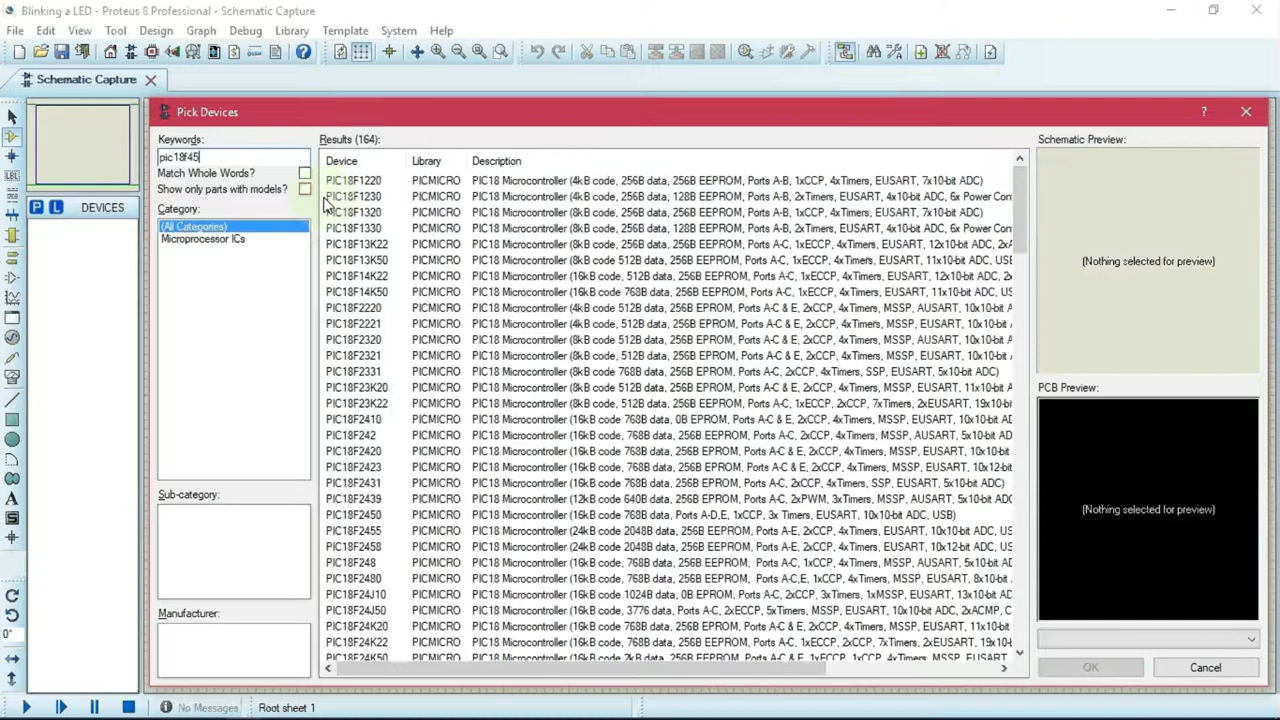 Blinking a LED - Proteus 8 Professional - Schematic Capture
File Edit View Tool Design Graph Debug Library Template System Help
Schematic Capture
Pick Devices
Keywords:
pic18f45
Match Whole Words?
Show only parts with models?
Category:
(All Categories)
Microprocessor ICs
Sub-category:
Manufacturer:
P L DEVICES
Results (164):
Device Library Description
PIC18F1220 PICMICRO PIC18 Microcontroller (4kB code, 256B data, 256B EEPROM, Ports A-B, 1xCCP, 4xTimers, EUSART, 7x10-bit ADC)
PIC18F1230 PICMICRO PIC18 Microcontroller (4kB code, 256B data, 128B EEPROM, Ports A-B, 2xTimers, EUSART, 4x10-bit ADC, 6x Power Cont
PIC18F1320 PICMICRO PIC18 Microcontroller (8kB code, 256B data, 256B EEPROM, Ports A-B, 1xCCP, 4xTimers, EUSART, 7x10-bit ADC)
PIC18F1330 PICMICRO PIC18 Microcontroller (8kB code, 256B data, 128B EEPROM, Ports A-B, 2xTimers, EUSART, 4x10-bit ADC, 6x Power Cont
PIC18F13K22 PICMICRO PIC18 Microcontroller (8kB code, 256B data, 256B EEPROM, Ports A-C, 1xECCP, 4xTimers, EUSART, 12x10-bit ADC, 2xA
PIC18F13K50 PICMICRO PIC18 Microcontroller (8kB code 512B data, 256B EEPROM, Ports A-C, 1xECCP, 4xTimers, EUSART, 11x10-bit ADC, USB
PIC18F14K22 PICMICRO PIC18 Microcontroller (16kB code, 512B data, 256B EEPROM, Ports A-C, 1xECCP, 4xTimers, EUSART, 12x10-bit ADC, 2x
PIC18F14K50 PICMICRO PIC18 Microcontroller (16kB code 768B data, 256B EEPROM, Ports A-C, 1xECCP, 4xTimers, EUSART, 11x10-bit ADC, US
PIC18F2220 PICMICRO PIC18 Microcontroller (4kB code, 512B data, 256B EEPROM, Ports A-C & E, 2xCCP, 4xTimers, MSSP, AUSART, 10x10-bit A
PIC18F2221 PICMICRO PIC18 Microcontroller (4kB code, 512B data, 256B EEPROM, Ports A-C & E, 2xCCP, 4xTimers, MSSP, EUSART, 10x10-bit A
PIC18F2320 PICMICRO PIC18 Microcontroller (8kB code, 512B data, 256B EEPROM, Ports A-C & E, 2xCCP, 4xTimers, MSSP, AUSART, 10x10-bit A
PIC18F2321 PICMICRO PIC18 Microcontroller (8kB code, 512B data, 256B EEPROM, Ports A-C & E, 2xCCP, 4xTimers, MSSP, EUSART, 10x10-bit A
PIC18F2331 PICMICRO PIC18 Microcontroller (8kB code 768B data, 256B EEPROM, Ports A-C & E, 2xCCP, 4xTimers, SSP, EUSART, 5x10-bit ADC)
PIC18F23K20 PICMICRO PIC18 Microcontroller (8kB code, 512B data, 256B EEPROM, Ports A-C & E, 1xECCP, 4xTimers, MSSP, EUSART, 11x10-bit
PIC18F23K22 PICMICRO PIC18 Microcontroller (8kB code, 512B data, 256B EEPROM, Ports A-C, 1xECCP, 2xCCP, 7xTimers, 2xEUSART, 19x10-bit
PIC18F2410 PICMICRO PIC18 Microcontroller (16kB code 768B data, 0B EEPROM, Ports A-C & E, 2xCCP, 4xTimers, MSSP, EUSART, 10x10-bit ADC
PIC18F242 PICMICRO PIC18 Microcontroller (16kB code 768B data, 256B EEPROM, Ports A-C, 2xCCP, 4xTimers, MSSP, AUSART, 5x10-bit ADC)
PIC18F2420 PICMICRO PIC18 Microcontroller (16kB code 768B data, 256B EEPROM, Ports A-C & E, 2xCCP, 4xTimers, MSSP, EUSART, 10x10-bit A
PIC18F2423 PICMICRO PIC18 Microcontroller (16kB code 768B data, 256B EEPROM, Ports A-C & E, 2xCCP, 4xTimers, MSSP, EUSART, 10x12-bit
PIC18F2431 PICMICRO PIC18 Microcontroller (16kB code 768B data, 256B EEPROM, Ports A-C & E, 2xCCP, 4xTimers, SSP, EUSART, 5x10-bit ADC)
PIC18F2439 PICMICRO PIC18 Microcontroller (12kB code 640B data, 256B EEPROM, Ports A-C, 2xPWM, 3xTimers, MSSP, AUSART, 5x10-bit ADC)
PIC18F2450 PICMICRO PIC18 Microcontroller (16kB code 768B data, Ports A-D,E, 1xCCP, 3x Timers, EUSART, 10x10-bit ADC, USB)
PIC18F2455 PICMICRO PIC18 Microcontroller (24kB code 2048B data, 256B EEPROM, Ports A-E, 2xCCP, 4xTimers, EUSART, 10x10-bit ADC, USB)
PIC18F2458 PICMICRO PIC18 Microcontroller (24kB code 2048B data, 256B EEPROM, Ports A-E, 2xCCP, 4xTimers, EUSART, 10x12-bit ADC, USB)
PIC18F248 PICMICRO PIC18 Microcontroller (16kB code 768B data, 256B EEPROM, Ports A-C, 1xCCP, 4xTimers, MSSP, AUSART, 5x10-bit ADC)
PIC18F2480 PICMICRO PIC18 Microcontroller (16kB code 768B data, 256B EEPROM, Ports A-C,E, 1xCCP, 4xTimers, MSSP, EUSART, 8x10-bit ADC
PIC18F24J10 PICMICRO PIC18 Microcontroller (16kB code 1024B data, Ports A-C, 2xCCP, 3xTimers, 1xMSSP, EUSART, 10x10-bit ADC)
PIC18F24J50 PICMICRO PIC18 Microcontroller (16kB code, 3776 data, Ports A-C, 2xECCP, 5xTimers, MSSP, EUSART, 10x10-bit ADC, 2xACMP, C
PIC18F24K20 PICMICRO PIC18 Microcontroller (16kB code, 768B data, 256B EEPROM, Ports A-C & E, 1xECCP, 4xTimers, MSSP, EUSART, 11x10-bit
PIC18F24K22 PICMICRO PIC18 Microcontroller (16kB code, 768B data, 256B EEPROM, Ports A-C, 1xECCP, 2xCCP, 7xTimers, 2xEUSART, 19x10-bi
Schematic Preview:
(Nothing selected for preview)
PCB Preview:
(Nothing selected for preview)
OK Cancel
0°
No Messages Root sheet 1